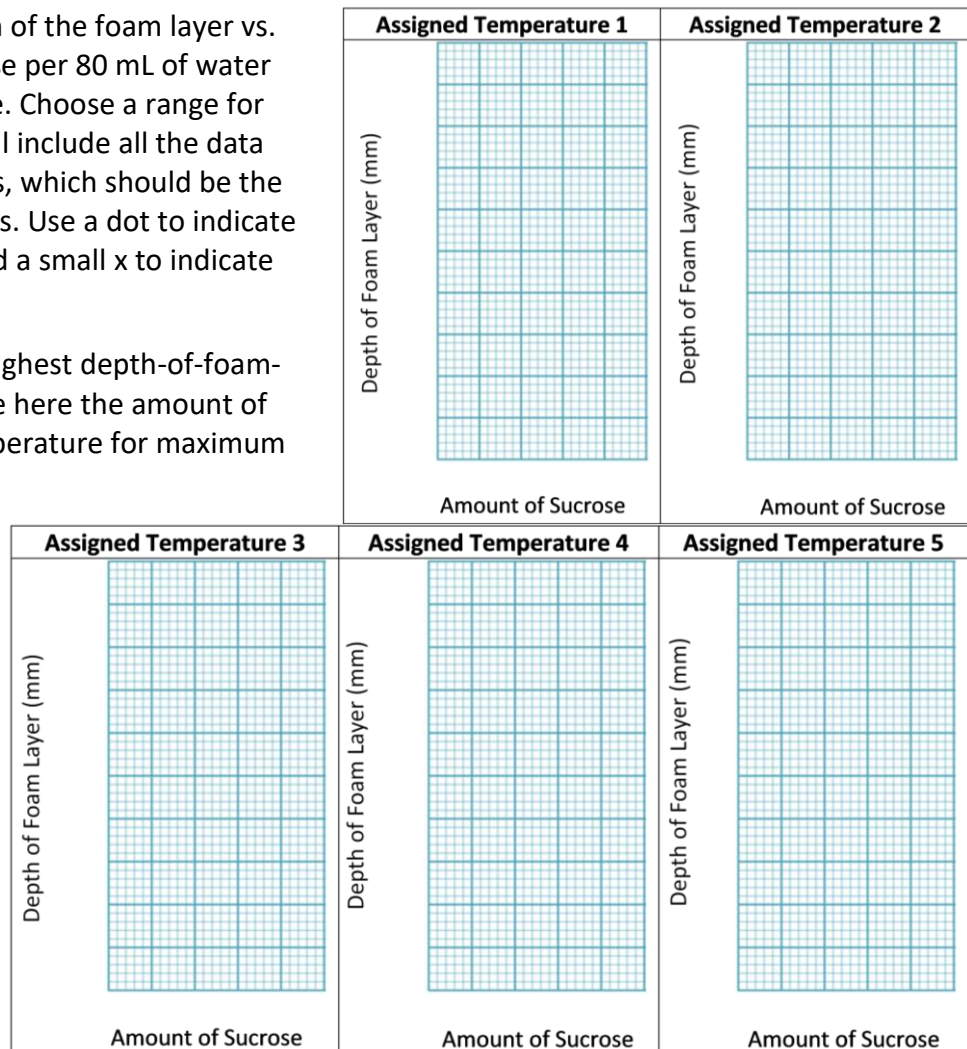 of the foam layer vs.
se per 80 mL of water
e. Choose a range for
l include all the data
s, which should be the
s. Use a dot to indicate
d a small x to indicate
ghest depth-of-foam-
e here the amount of
perature for maximum
Assigned Temperature 1
Depth of Foam Layer (mm)
Amount of Sucrose
Assigned Temperature 2
Depth of Foam Layer (mm)
Amount of Sucrose
Assigned Temperature 3
Depth of Foam Layer (mm)
Amount of Sucrose
Assigned Temperature 4
Depth of Foam Layer (mm)
Amount of Sucrose
Assigned Temperature 5
Depth of Foam Layer (mm)
Amount of Sucrose